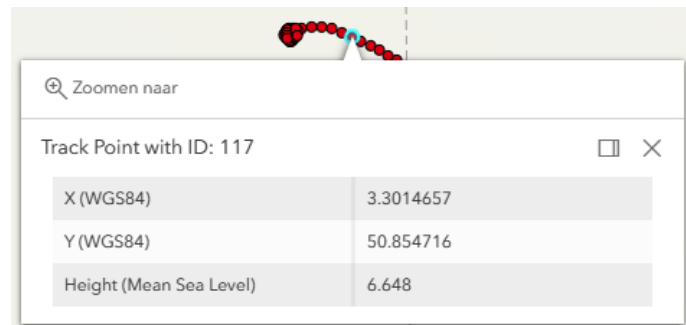 Zoomen naar
Track Point with ID: 117
X (WGS84) 3.3014657
Y (WGS84) 50.854716
Height (Mean Sea Level) 6.648